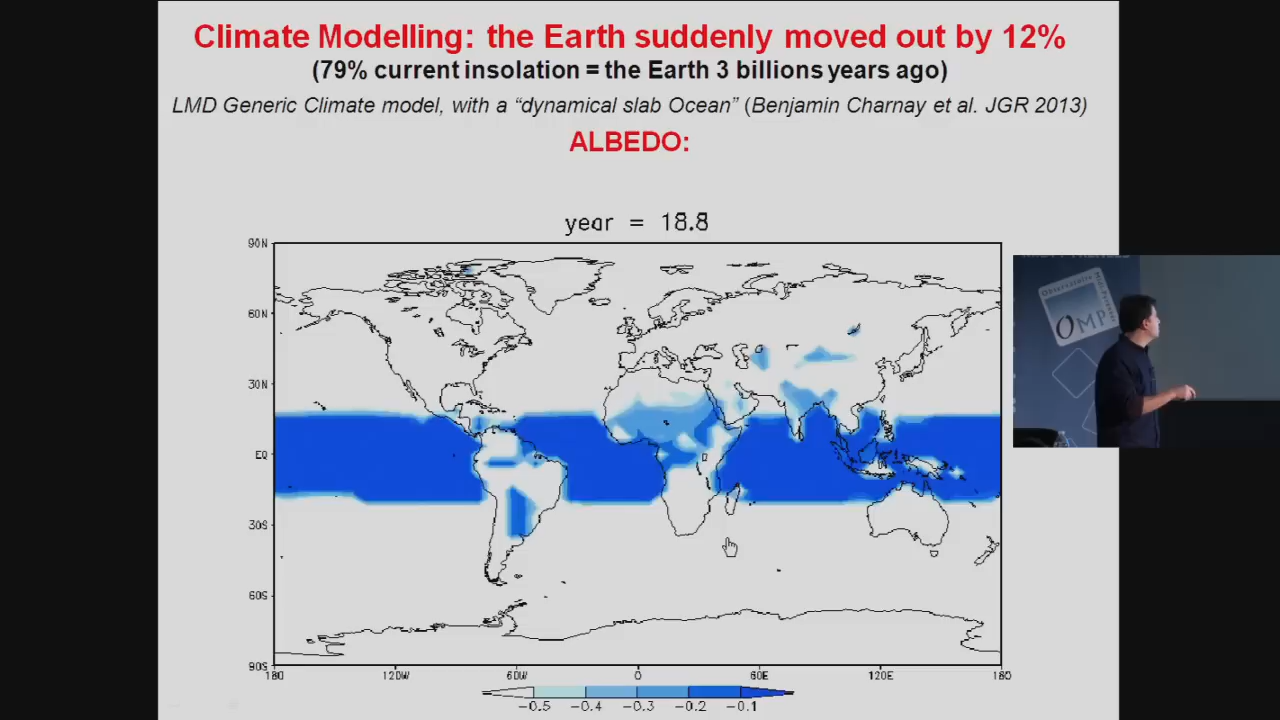 Climate Modelling: the Earth suddenly moved out by 12%
(79% current insolation = the Earth 3 billions years ago)
LMD Generic Climate model, with a “dynamical slab Ocean” (Benjamin Charnay et al. JGR 2013)
ALBEDO:
year = 18.8
90N
60N
30N
EQ
30S
60S
90S
180 120W 60W 0 60E 120E 180
-0.5 -0.4 -0.3 -0.2 -0.1
Observatoire
OMP